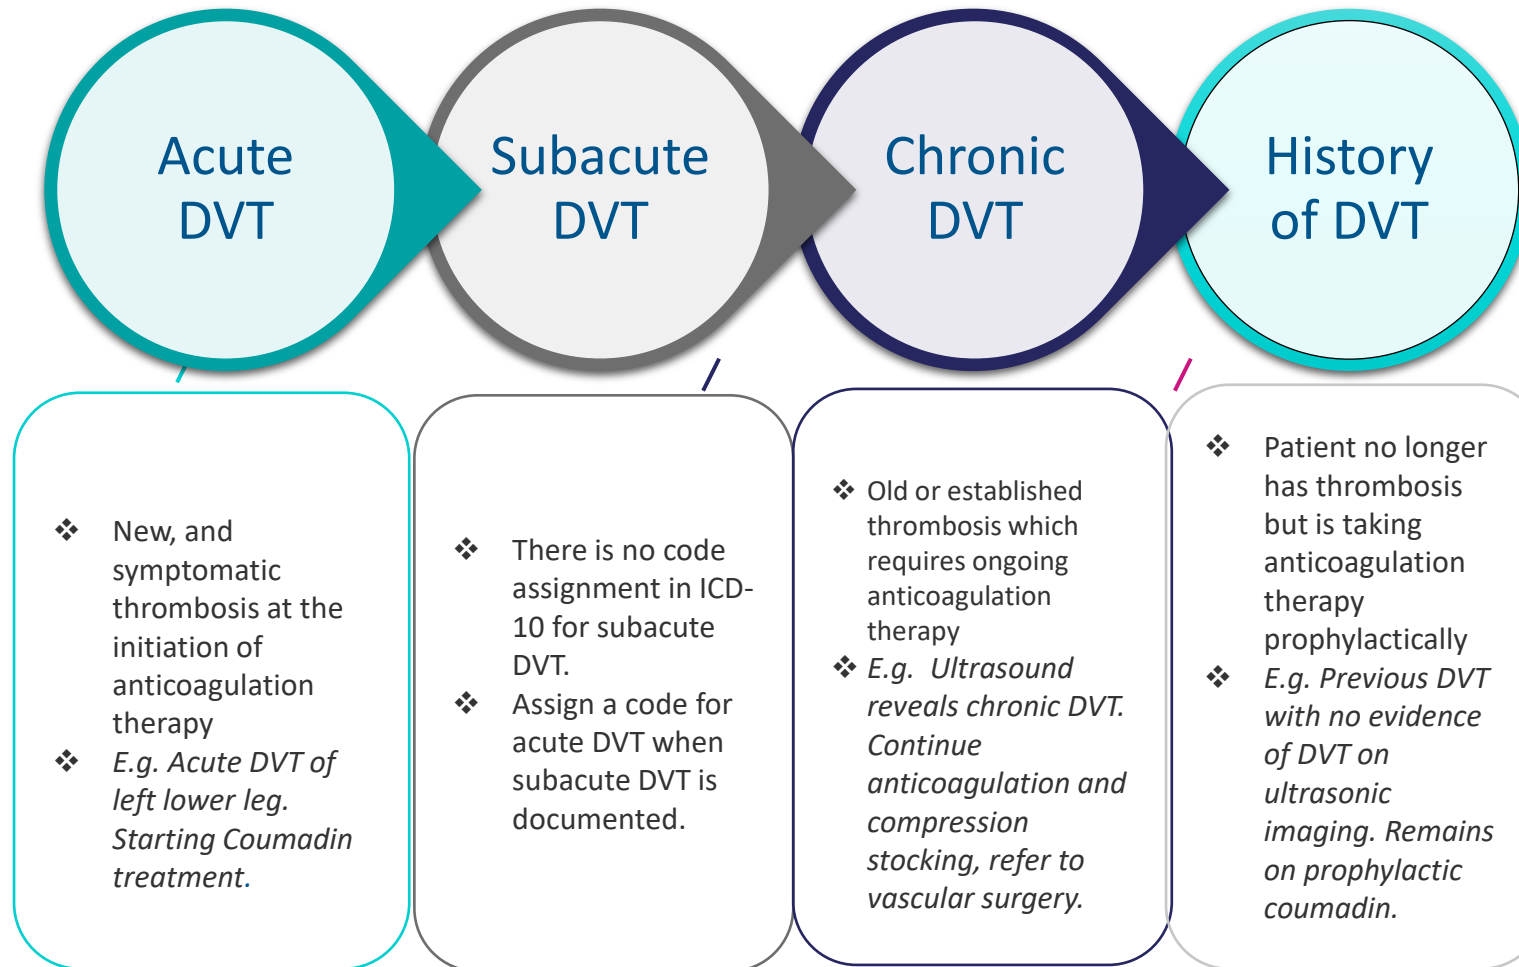 Acute
DVT
Subacute
DVT
Chronic
DVT
History
of DVT
❖ New, and
symptomatic
thrombosis at the
initiation of
anticoagulation
therapy
❖ E.g. Acute DVT of
left lower leg.
Starting Coumadin
treatment.
❖ There is no code
assignment in ICD-
10 for subacute
DVT.
❖ Assign a code for
acute DVT when
subacute DVT is
documented.
❖ Old or established
thrombosis which
requires ongoing
anticoagulation
therapy
❖ E.g. Ultrasound
reveals chronic DVT.
Continue
anticoagulation and
compression
stocking, refer to
vascular surgery.
❖ Patient no longer
has thrombosis
but is taking
anticoagulation
therapy
prophylactically
❖ E.g. Previous DVT
with no evidence
of DVT on
ultrasonic
imaging. Remains
on prophylactic
coumadin.